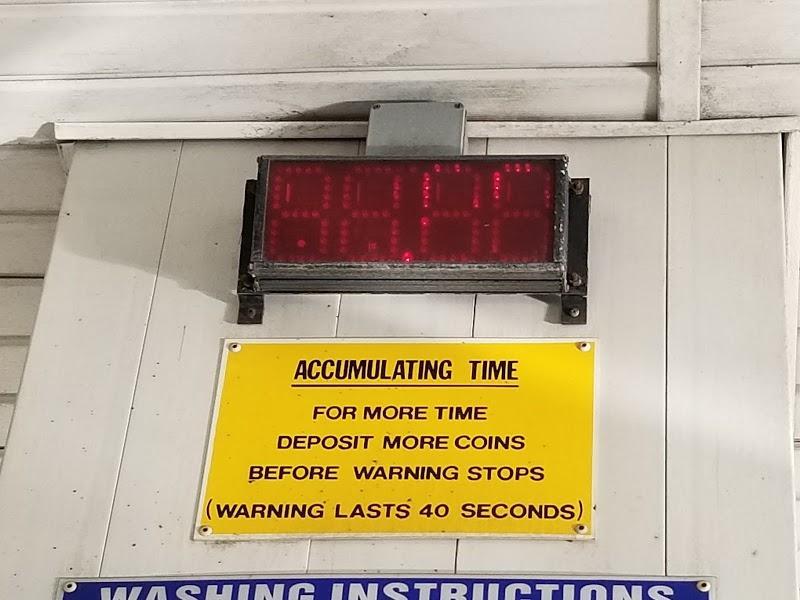 ACCUMULATING TIME
FOR MORE TIME
DEPOSIT MORE COINS
BEFORE WARNING STOPS
(WARNING LASTS 40 SECONDS)
WASHING INSTRUCTIONS